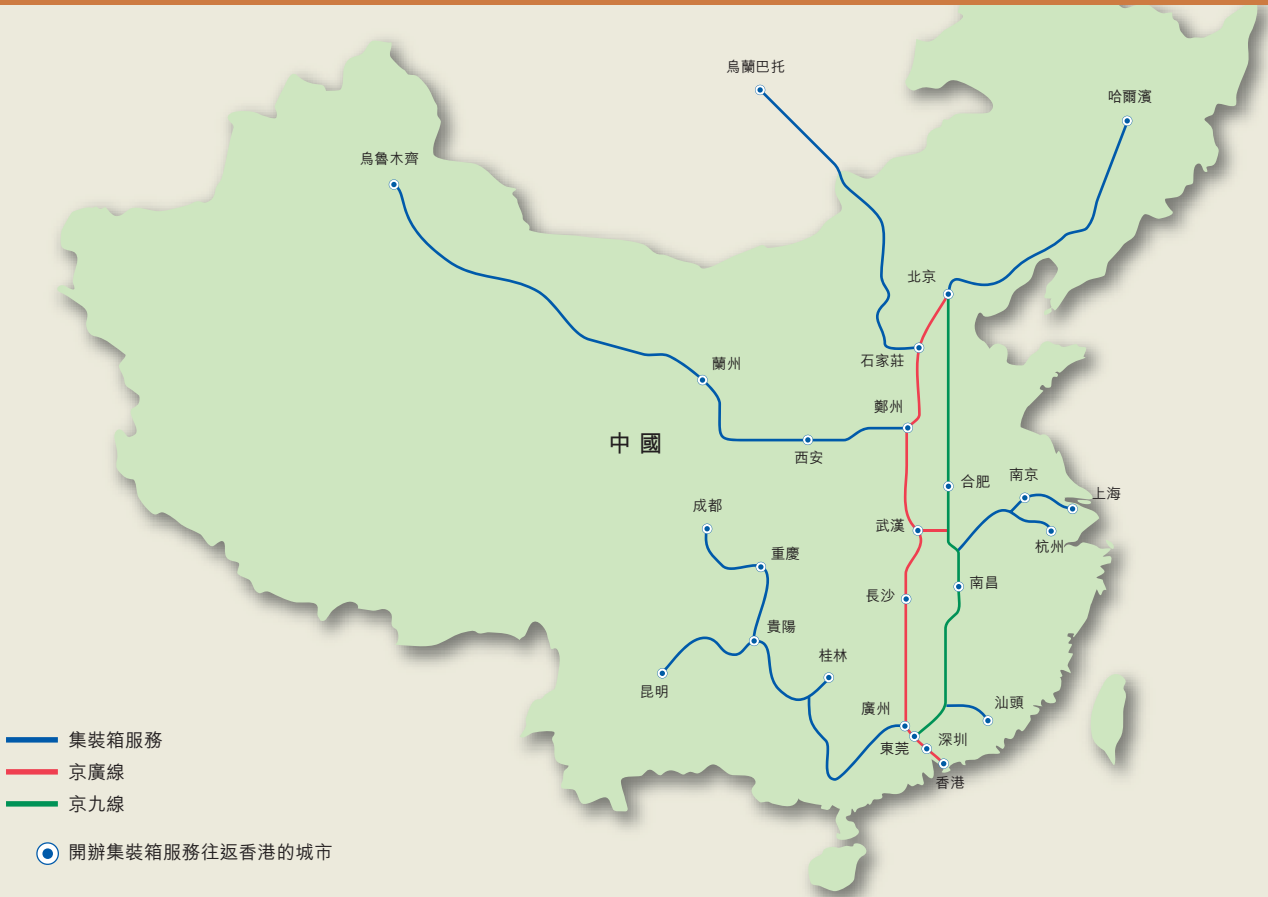 烏蘭巴托
哈爾濱
烏魯木齊
北京
石家莊
蘭州
鄭州
中國
西安
合肥
南京
上海
成都
武漢
杭州
重慶
南昌
長沙
貴陽
桂林
昆明
汕頭
廣州
東莞
深圳
香港
集裝箱服務
京廣線
京九線
開辦集裝箱服務往返香港的城市